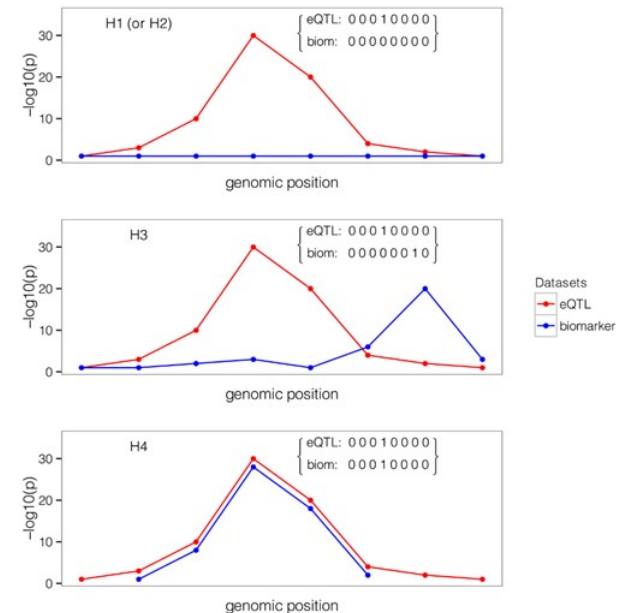 H1 (or H2)
eQTL: 0 0 0 1 0 0 0 0
biom: 0 0 0 0 0 0 0 0
30
20
10
0
−log10(p)
genomic position
H3
eQTL: 0 0 0 1 0 0 0 0
biom: 0 0 0 0 0 0 1 0
30
20
10
0
−log10(p)
genomic position
Datasets
eQTL
biomarker
H4
eQTL: 0 0 0 1 0 0 0 0
biom: 0 0 0 1 0 0 0 0
30
20
10
0
−log10(p)
genomic position